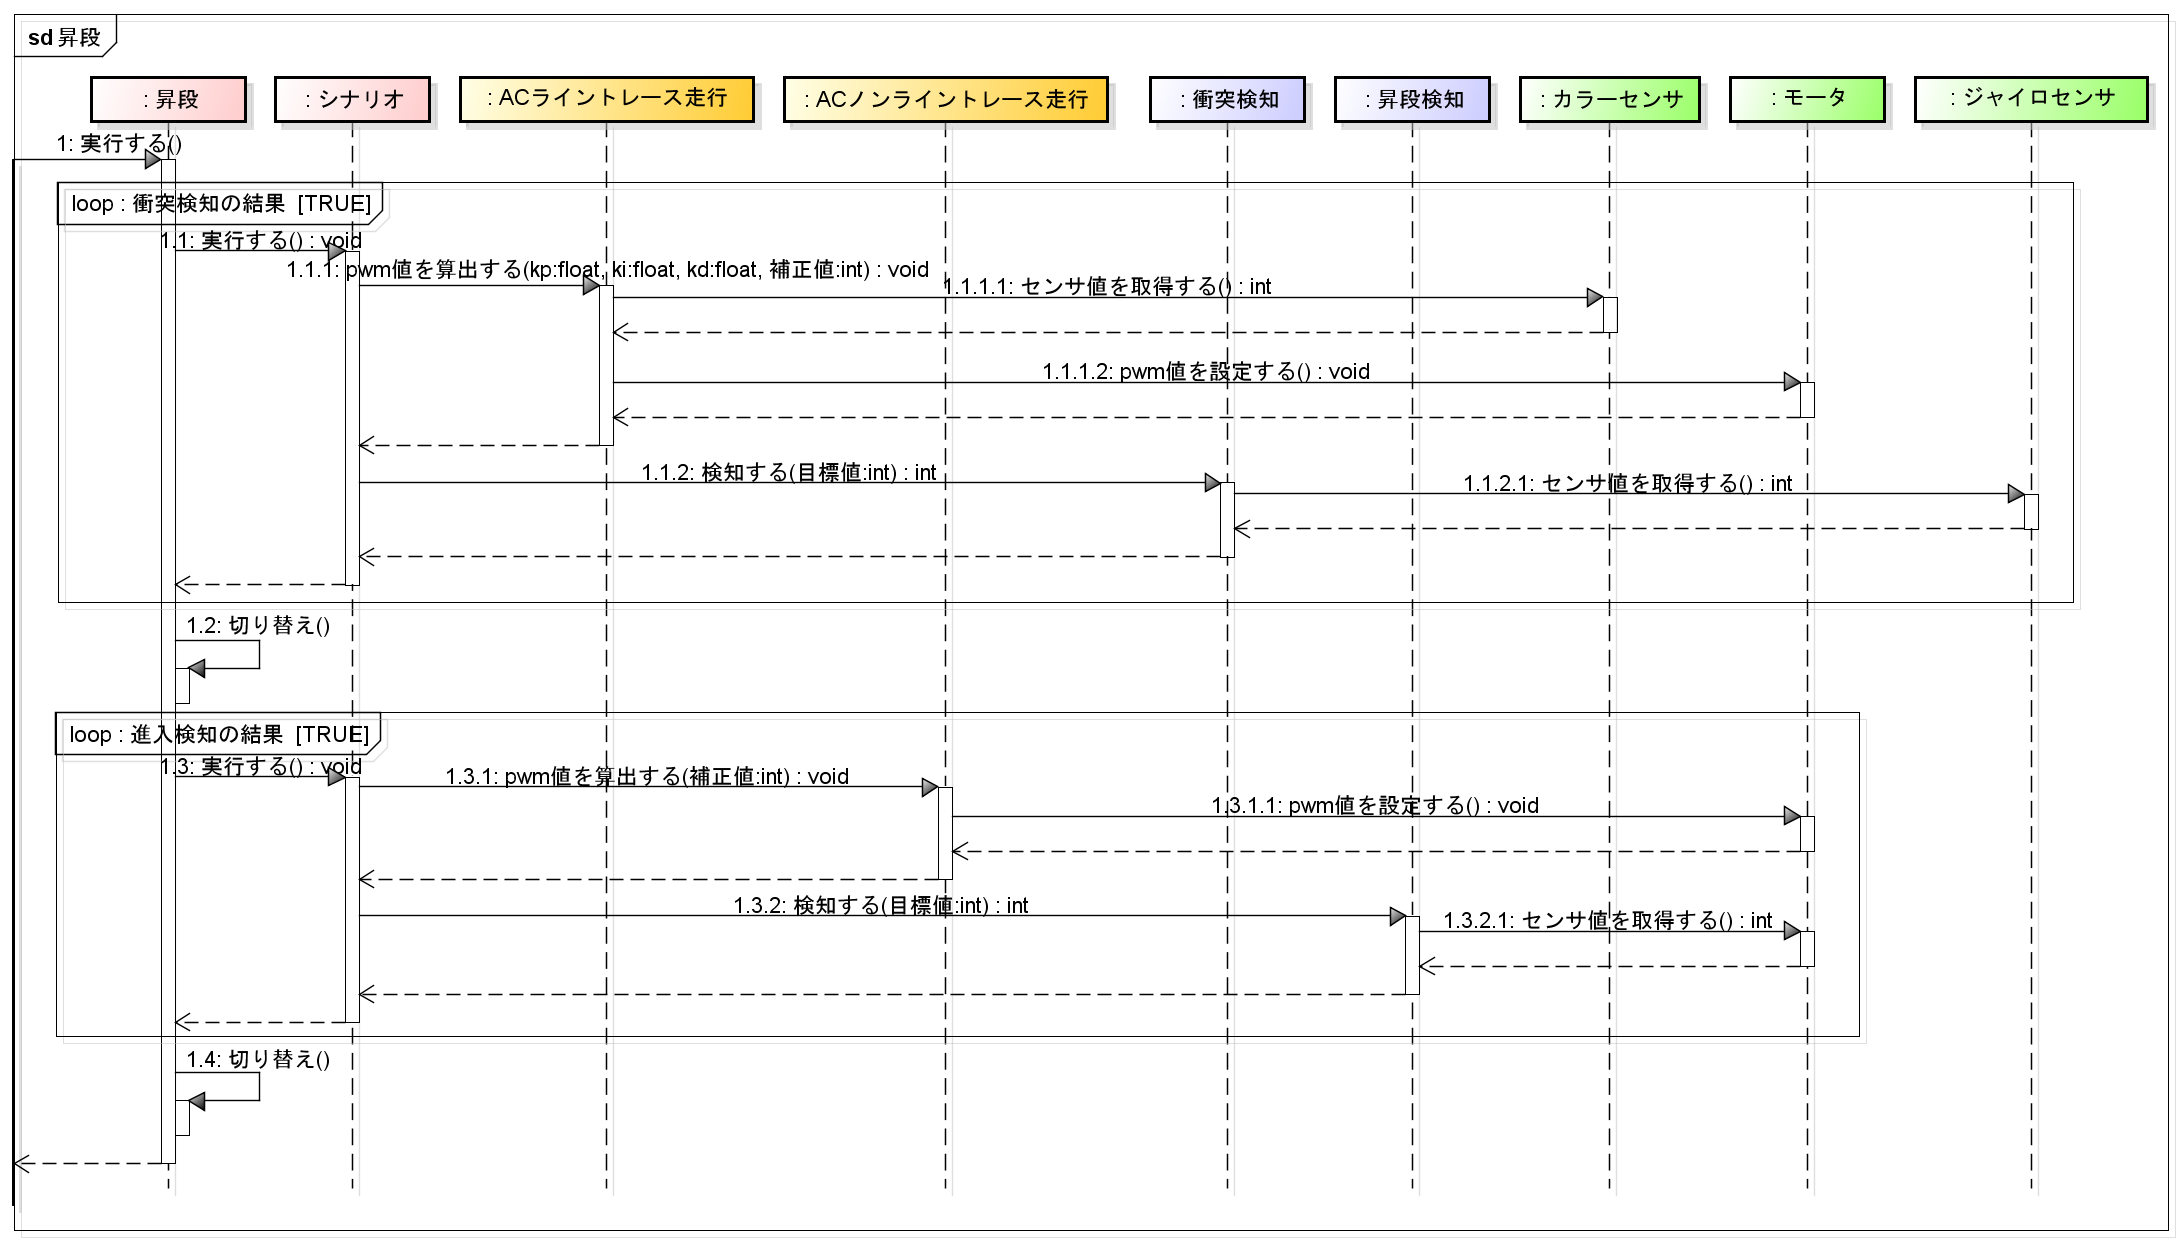 sd 昇段
: 昇段
: シナリオ
: ACライントレース走行
: ACノンライントレース走行
: 衝突検知
: 昇段検知
: カラーセンサ
: モータ
: ジャイロセンサ
1: 実行する()
loop : 衝突検知の結果 [TRUE]
1.1: 実行する() : void
1.1.1: pwm値を算出する(kp:float, ki:float, kd:float, 補正値:int) : void
1.1.1.1: センサ値を取得する() : int
1.1.1.2: pwm値を設定する() : void
1.1.2: 検知する(目標値:int) : int
1.1.2.1: センサ値を取得する() : int
1.2: 切り替え()
loop : 進入検知の結果 [TRUE]
1.3: 実行する() : void
1.3.1: pwm値を算出する(補正値:int) : void
1.3.1.1: pwm値を設定する() : void
1.3.2: 検知する(目標値:int) : int
1.3.2.1: センサ値を取得する() : int
1.4: 切り替え()